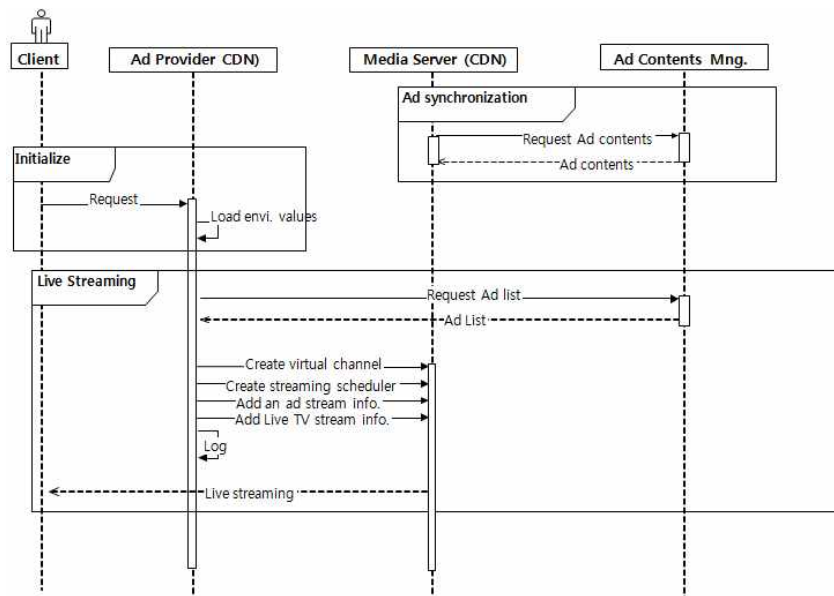 Client
Ad Provider CDN)
Media Server (CDN)
Ad Contents Mng.
Ad synchronization
Request Ad contents
Ad contents
Initialize
Request
Load envi. values
Live Streaming
Request Ad list
Ad List
Create virtual channel
Create streaming scheduler
Add an ad stream info.
Add Live TV stream info.
Log
Live streaming